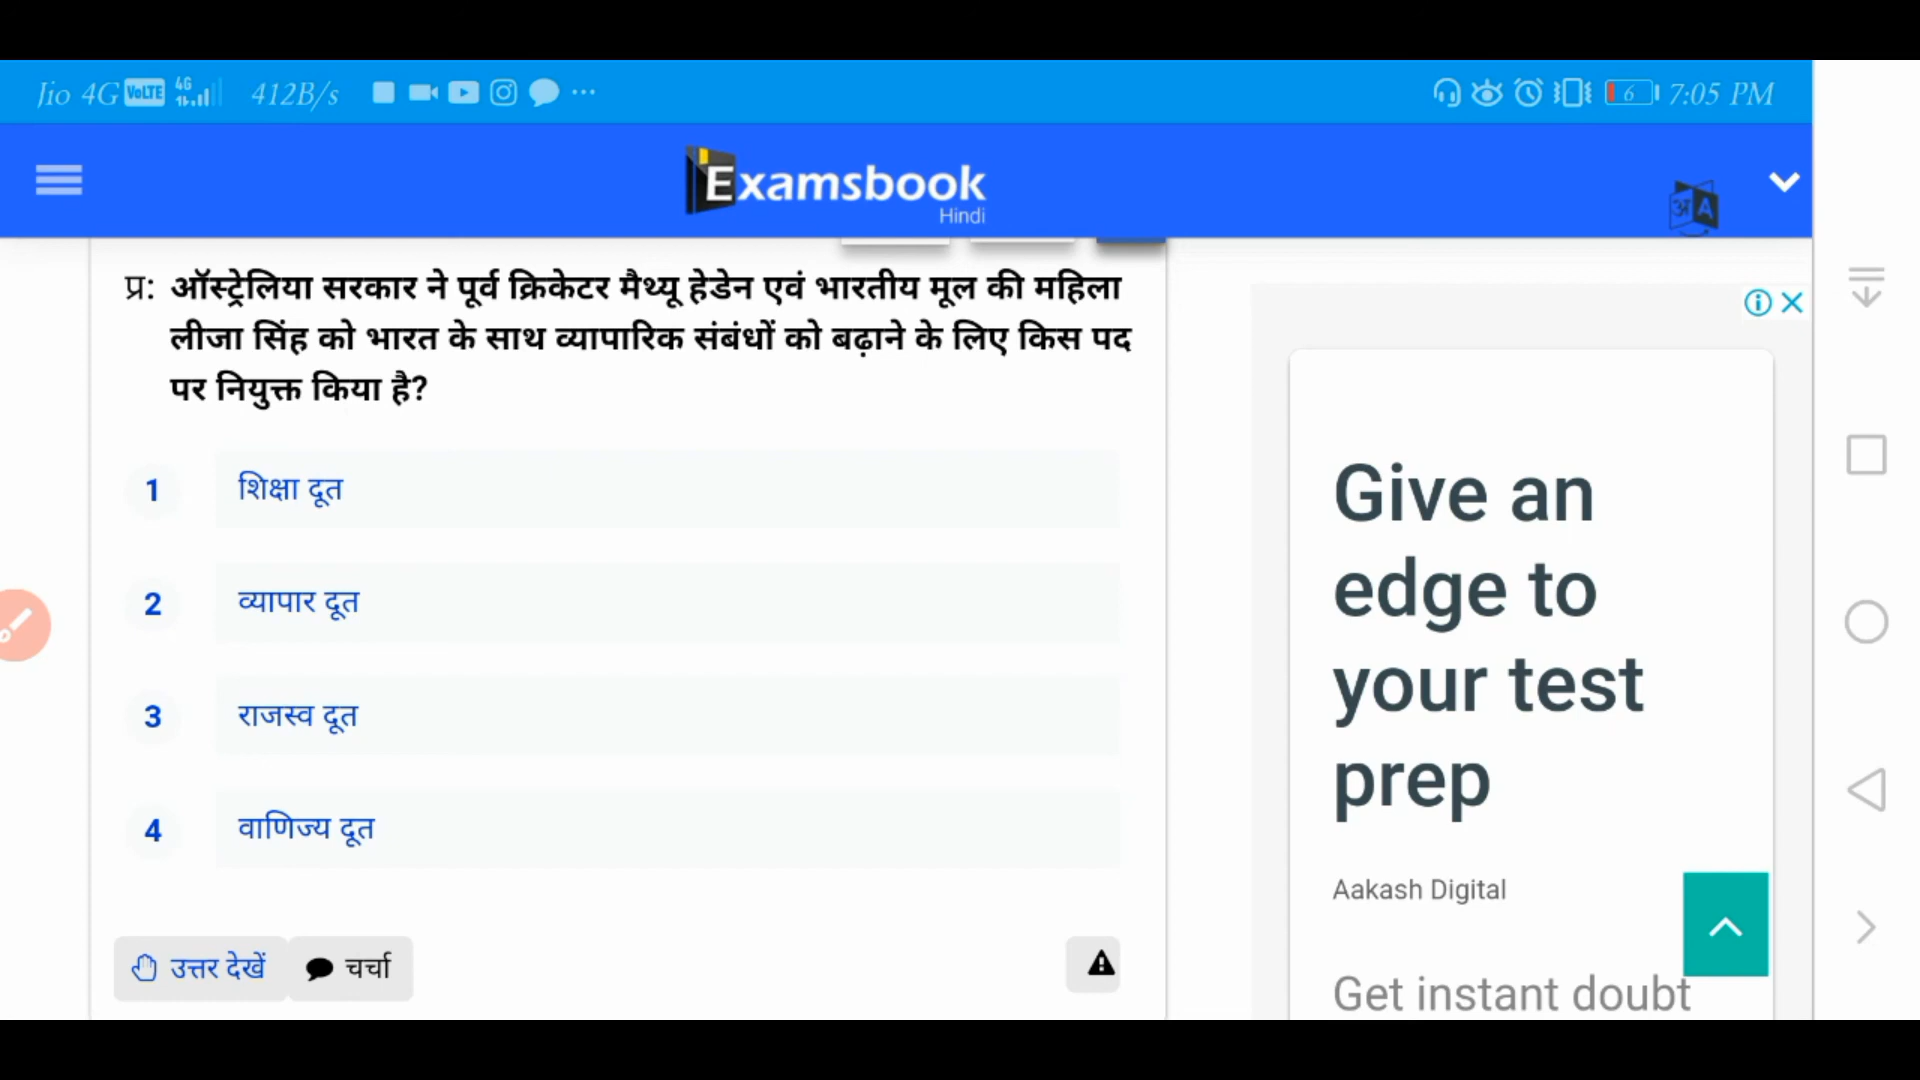 Jio 4G VoLTE 4G 412B/s ... 6 7:05 PM
Examsbook
Hindi
अ A
प्र: ऑस्ट्रेलिया सरकार ने पूर्व क्रिकेटर मैथ्यू हेडेन एवं भारतीय मूल की महिला
लीजा सिंह को भारत के साथ व्यापारिक संबंधों को बढ़ाने के लिए किस पद
पर नियुक्त किया है?
1 शिक्षा दूत
2 व्यापार दूत
3 राजस्व दूत
4 वाणिज्य दूत
उत्तर देखें चर्चा
Give an
edge to
your test
prep
Aakash Digital
Get instant doubt